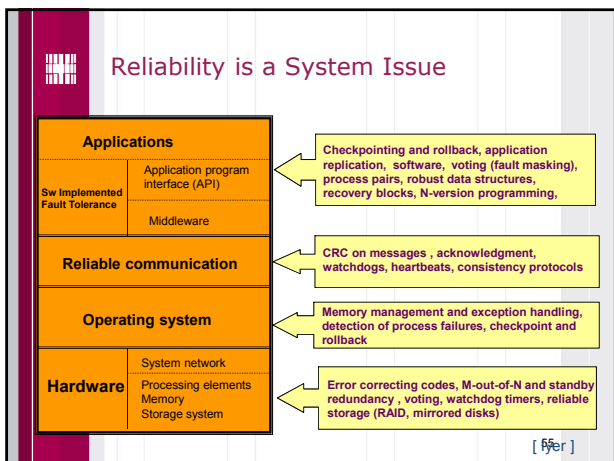 Reliability is a System Issue
Applications
Sw Implemented
Fault Tolerance
Application program
interface (API)
Middleware
Checkpointing and rollback, application
replication, software, voting (fault masking),
process pairs, robust data structures,
recovery blocks, N-version programming,
Reliable communication
CRC on messages , acknowledgment,
watchdogs, heartbeats, consistency protocols
Operating system
Memory management and exception handling,
detection of process failures, checkpoint and
rollback
Hardware
System network
Processing elements
Memory
Storage system
Error correcting codes, M-out-of-N and standby
redundancy , voting, watchdog timers, reliable
storage (RAID, mirrored disks)
55
[ Iyer ]